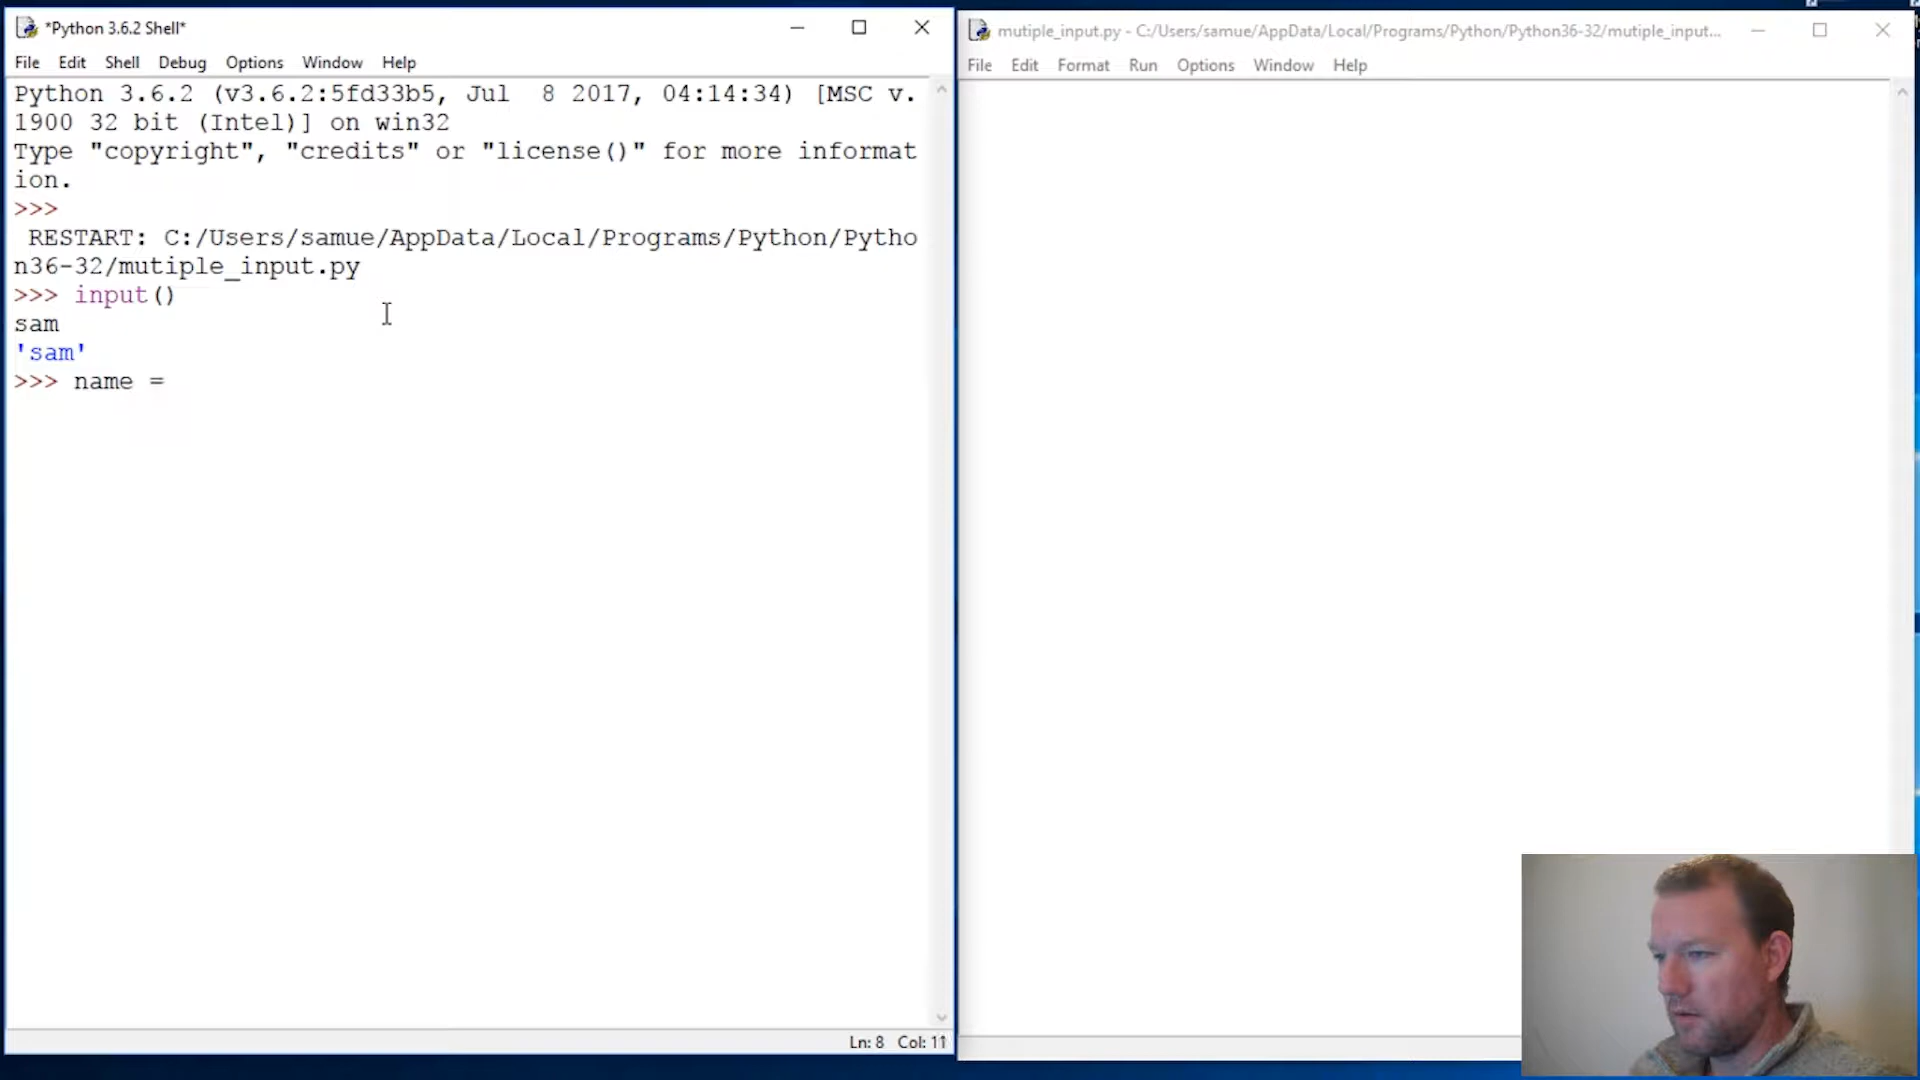 *Python 3.6.2 Shell*
File Edit Shell Debug Options Window Help
Python 3.6.2 (v3.6.2:5fd33b5, Jul  8 2017, 04:14:34) [MSC v.
1900 32 bit (Intel)] on win32
Type "copyright", "credits" or "license()" for more informat
ion.
>>>
 RESTART: C:/Users/samue/AppData/Local/Programs/Python/Pytho
n36-32/mutiple_input.py
>>> input()
sam
'sam'
>>> name =
Ln: 8 Col: 11
mutiple_input.py - C:/Users/samue/AppData/Local/Programs/Python/Python36-32/mutiple_input...
File Edit Format Run Options Window Help